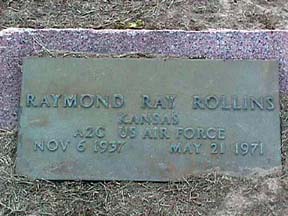 RAYMOND RAY ROLLINS
KANSAS
A2C US AIR FORCE
NOV 6 1937 MAY 21 1971